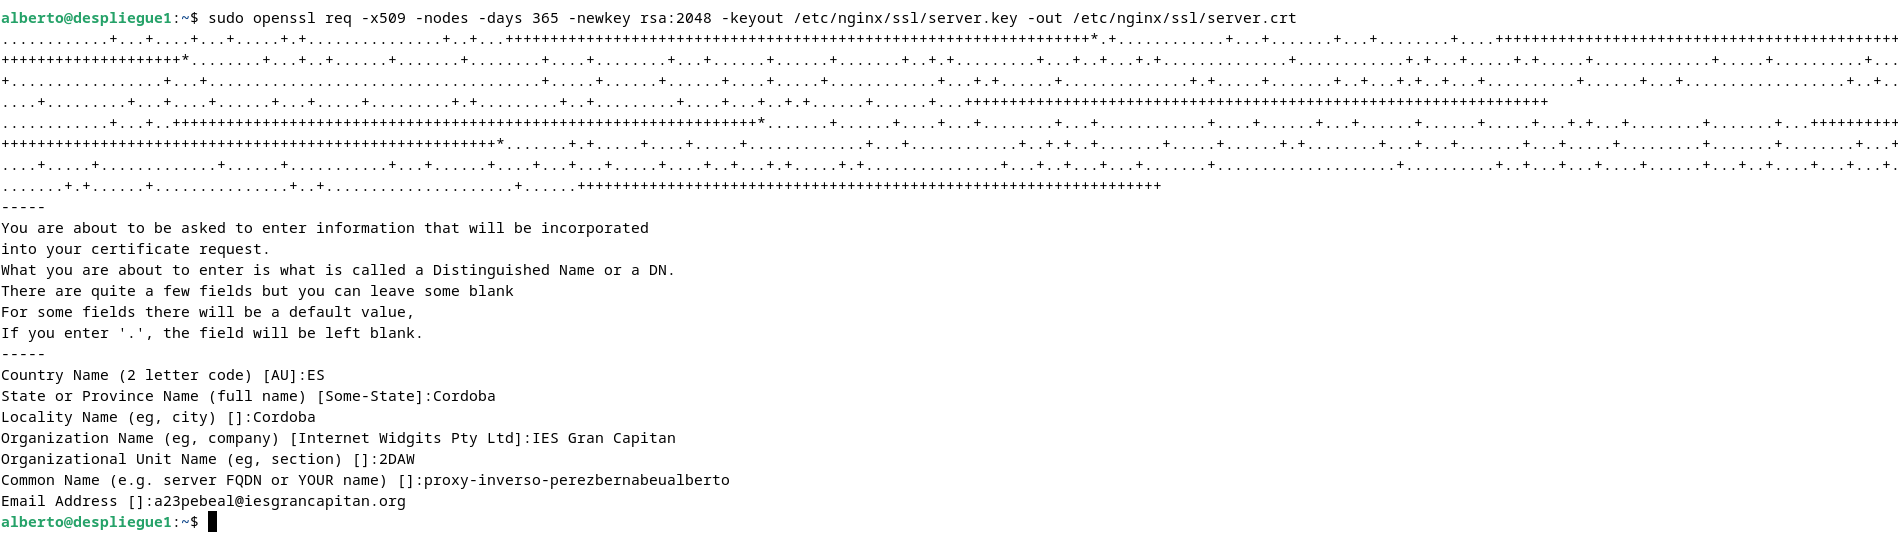 alberto@despliegue1:~$ sudo openssl req -x509 -nodes -days 365 -newkey rsa:2048 -keyout /etc/nginx/ssl/server.key -out /etc/nginx/ssl/server.crt
-----
You are about to be asked to enter information that will be incorporated
into your certificate request.
What you are about to enter is what is called a Distinguished Name or a DN.
There are quite a few fields but you can leave some blank
For some fields there will be a default value,
If you enter '.', the field will be left blank.
-----
Country Name (2 letter code) [AU]:ES
State or Province Name (full name) [Some-State]:Cordoba
Locality Name (eg, city) []:Cordoba
Organization Name (eg, company) [Internet Widgits Pty Ltd]:IES Gran Capitan
Organizational Unit Name (eg, section) []:2DAW
Common Name (e.g. server FQDN or YOUR name) []:proxy-inverso-perezbernabeualberto
Email Address []:a23pebeal@iesgrancapitan.org
alberto@despliegue1:~$